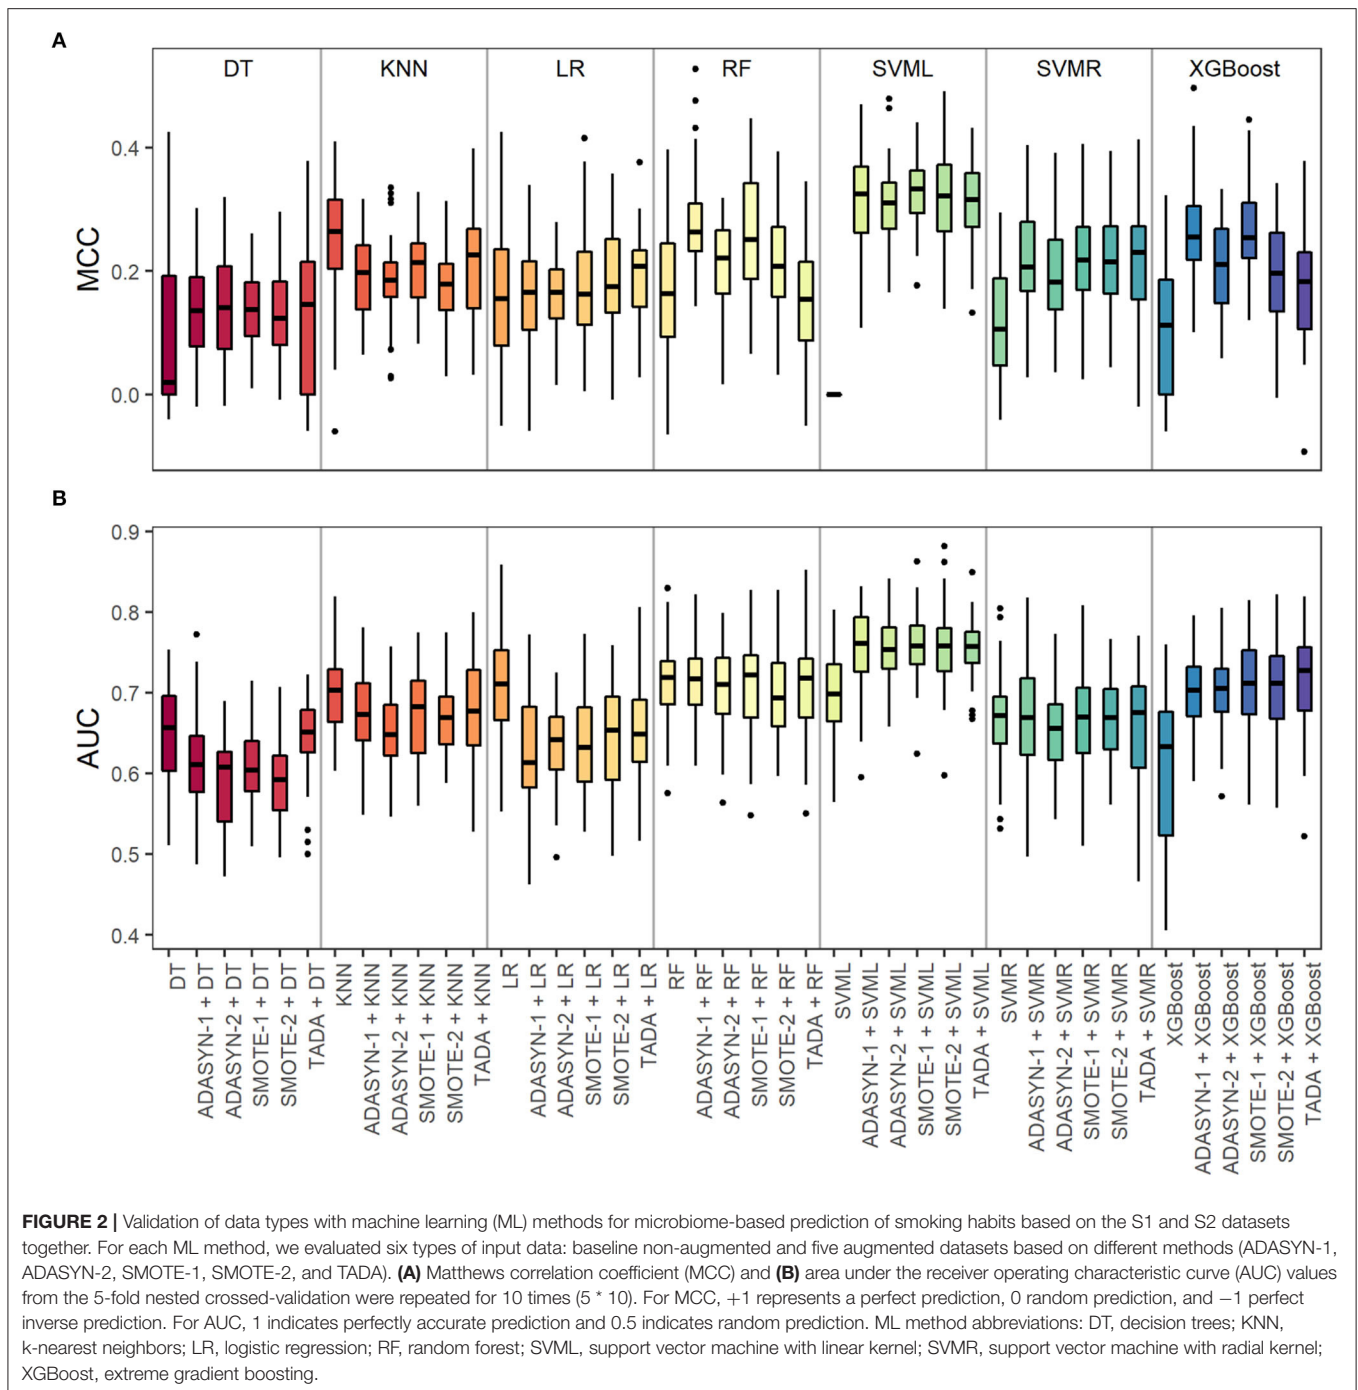 A
DT KNN LR RF SVML SVMR XGBoost
MCC
0.4
0.2
0.0
B
AUC
0.9
0.8
0.7
0.6
0.5
0.4
DT
ADASYN-1 + DT
ADASYN-2 + DT
SMOTE-1 + DT
SMOTE-2 + DT
TADA + DT
KNN
ADASYN-1 + KNN
ADASYN-2 + KNN
SMOTE-1 + KNN
SMOTE-2 + KNN
TADA + KNN
LR
ADASYN-1 + LR
ADASYN-2 + LR
SMOTE-1 + LR
SMOTE-2 + LR
TADA + LR
RF
ADASYN-1 + RF
ADASYN-2 + RF
SMOTE-1 + RF
SMOTE-2 + RF
TADA + RF
SVML
ADASYN-1 + SVML
ADASYN-2 + SVML
SMOTE-1 + SVML
SMOTE-2 + SVML
TADA + SVML
SVMR
ADASYN-1 + SVMR
ADASYN-2 + SVMR
SMOTE-1 + SVMR
SMOTE-2 + SVMR
TADA + SVMR
XGBoost
ADASYN-1 + XGBoost
ADASYN-2 + XGBoost
SMOTE-1 + XGBoost
SMOTE-2 + XGBoost
TADA + XGBoost
FIGURE 2 | Validation of data types with machine learning (ML) methods for microbiome-based prediction of smoking habits based on the S1 and S2 datasets
together. For each ML method, we evaluated six types of input data: baseline non-augmented and five augmented datasets based on different methods (ADASYN-1,
ADASYN-2, SMOTE-1, SMOTE-2, and TADA). (A) Matthews correlation coefficient (MCC) and (B) area under the receiver operating characteristic curve (AUC) values
from the 5-fold nested crossed-validation were repeated for 10 times (5 * 10). For MCC, +1 represents a perfect prediction, 0 random prediction, and −1 perfect
inverse prediction. For AUC, 1 indicates perfectly accurate prediction and 0.5 indicates random prediction. ML method abbreviations: DT, decision trees; KNN,
k-nearest neighbors; LR, logistic regression; RF, random forest; SVML, support vector machine with linear kernel; SVMR, support vector machine with radial kernel;
XGBoost, extreme gradient boosting.